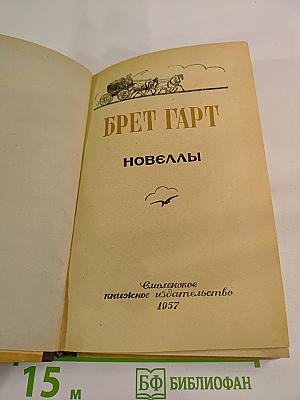 БРЕТ ГАРТ
НОВЕЛЛЫ
Смоленское
книжное издательство
1957
15 м
БФ БИБЛИОФАН